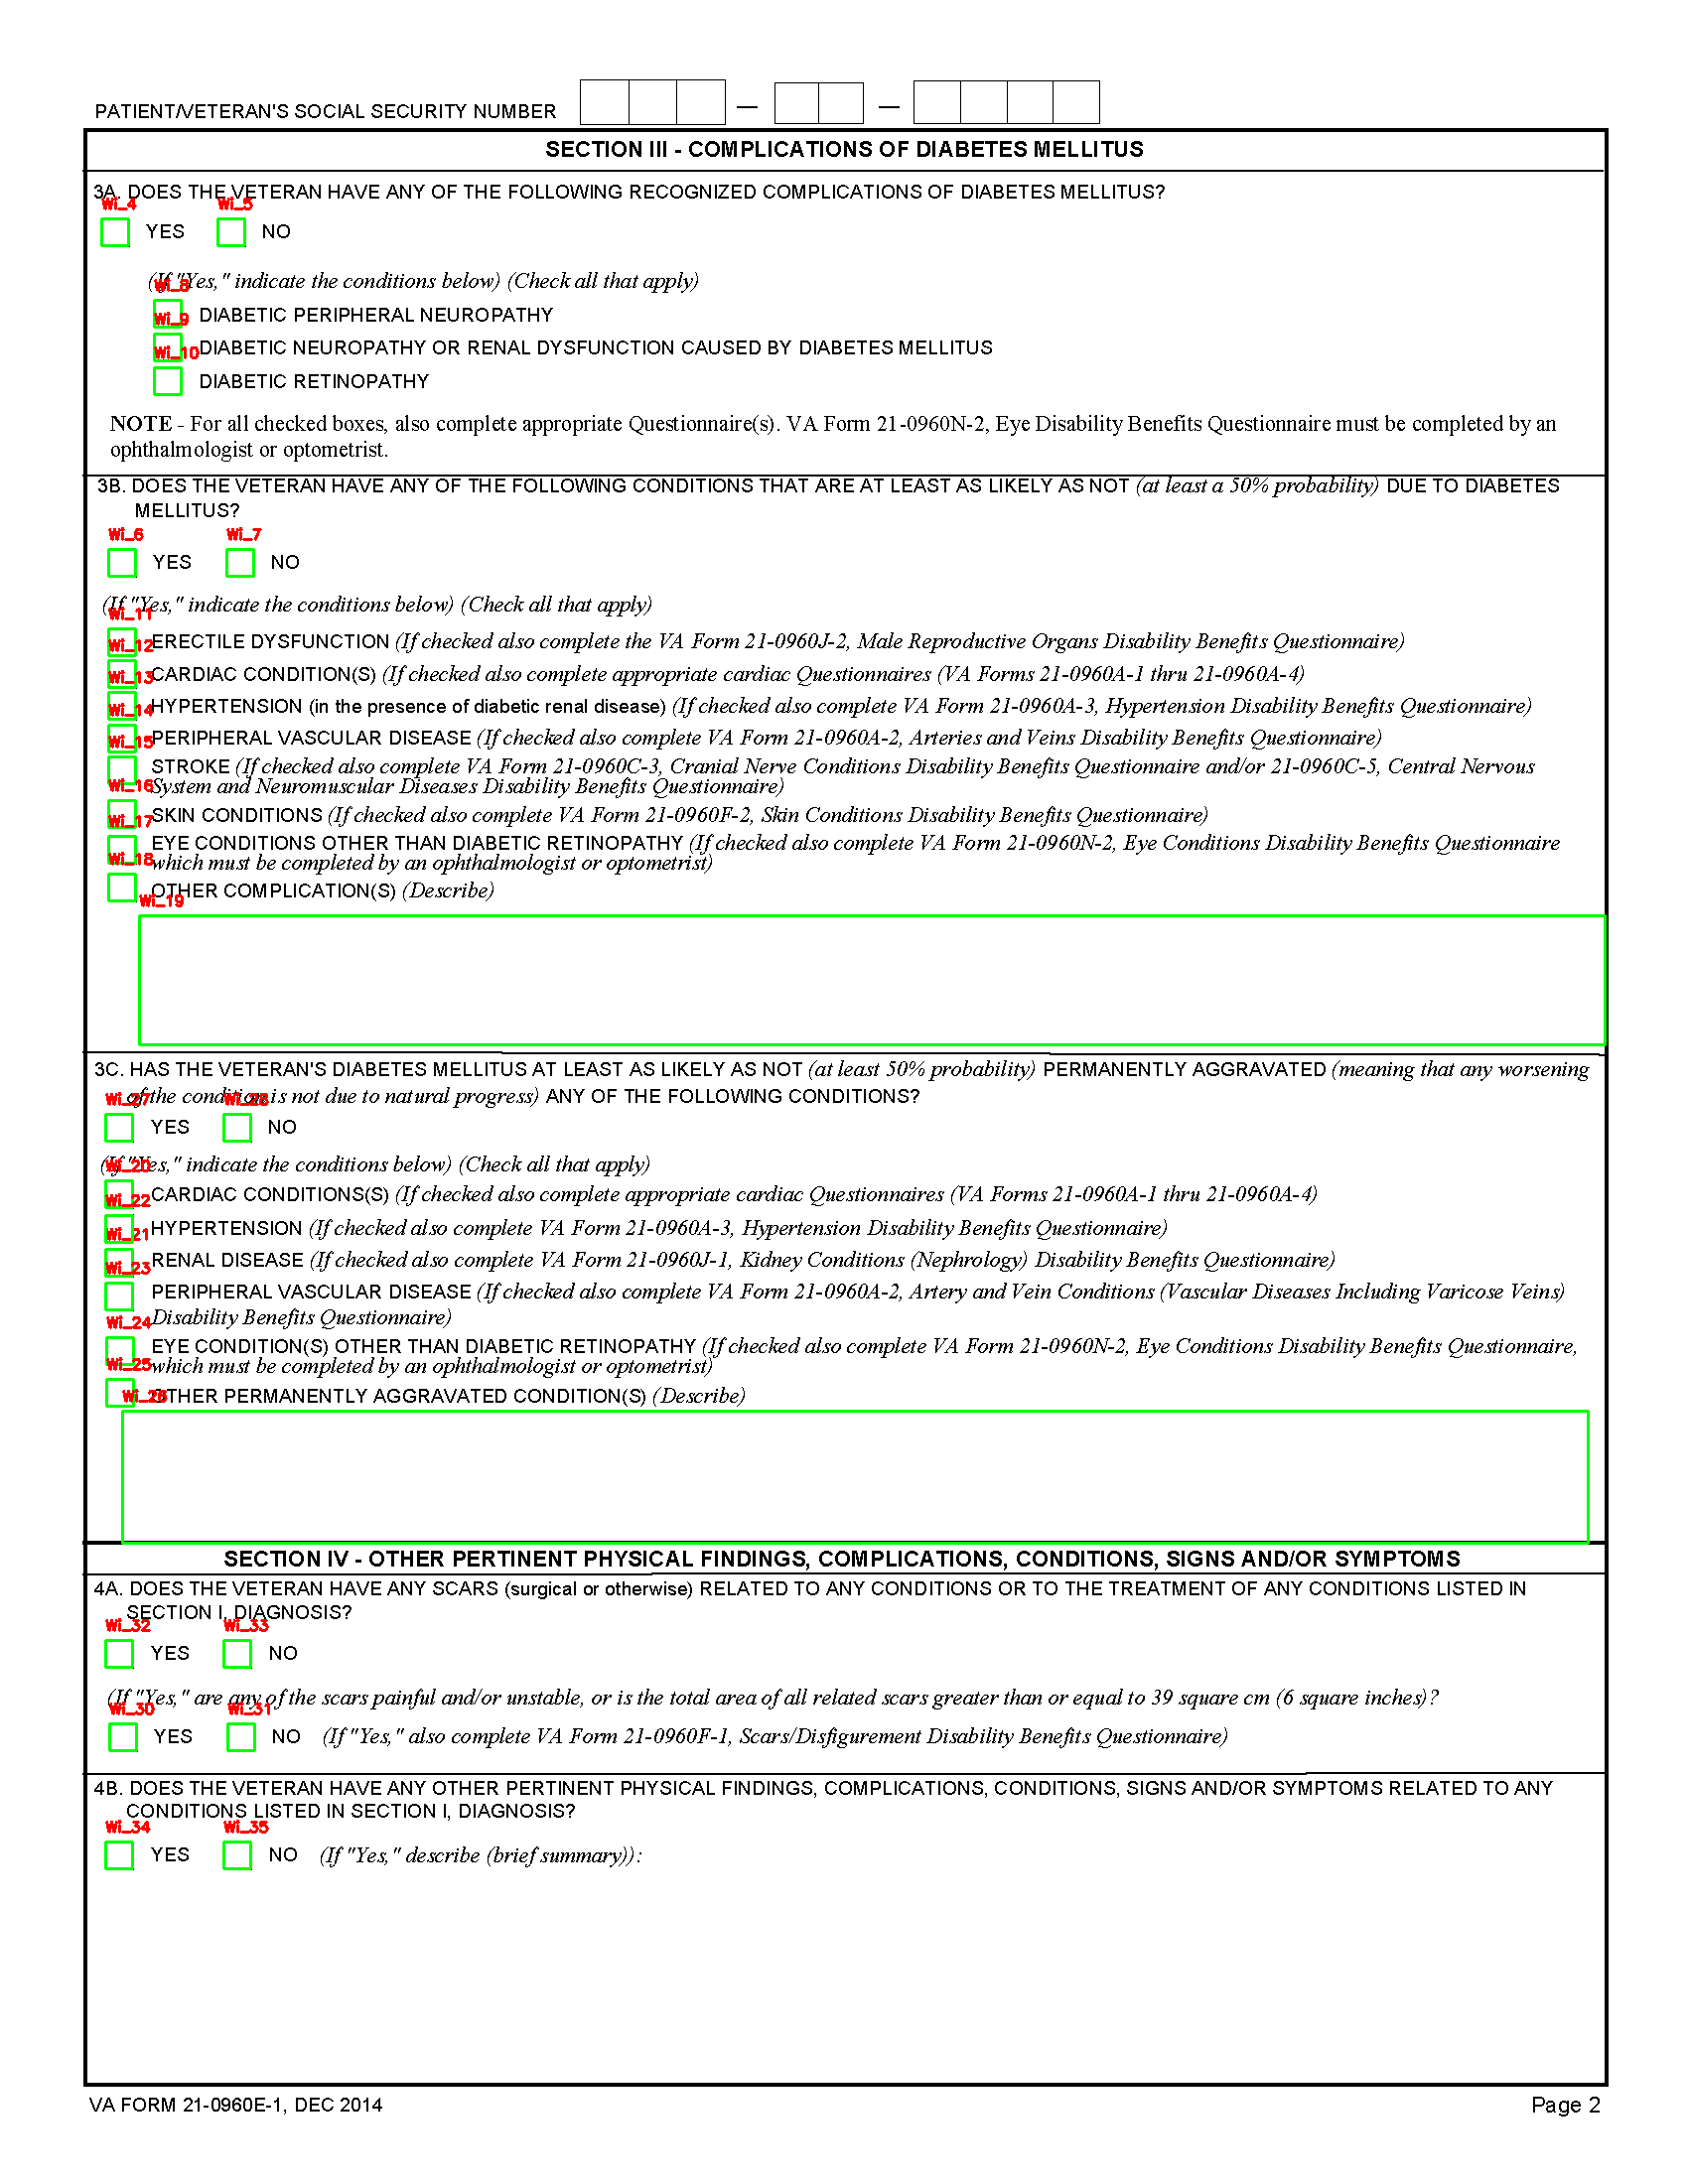 PATIENT/VETERAN'S SOCIAL SECURITY NUMBER — —
SECTION III - COMPLICATIONS OF DIABETES MELLITUS
3A. DOES THE VETERAN HAVE ANY OF THE FOLLOWING RECOGNIZED COMPLICATIONS OF DIABETES MELLITUS?
Wi_4 Wi_5
YES NO
(If "Yes," indicate the conditions below) (Check all that apply)
Wi_8
DIABETIC PERIPHERAL NEUROPATHY
Wi_9
DIABETIC NEUROPATHY OR RENAL DYSFUNCTION CAUSED BY DIABETES MELLITUS
Wi_10
DIABETIC RETINOPATHY
NOTE - For all checked boxes, also complete appropriate Questionnaire(s). VA Form 21-0960N-2, Eye Disability Benefits Questionnaire must be completed by an
ophthalmologist or optometrist.
3B. DOES THE VETERAN HAVE ANY OF THE FOLLOWING CONDITIONS THAT ARE AT LEAST AS LIKELY AS NOT (at least a 50% probability) DUE TO DIABETES
MELLITUS?
Wi_6 Wi_7
YES NO
(If "Yes," indicate the conditions below) (Check all that apply)
Wi_11
ERECTILE DYSFUNCTION (If checked also complete the VA Form 21-0960J-2, Male Reproductive Organs Disability Benefits Questionnaire)
Wi_12
CARDIAC CONDITION(S) (If checked also complete appropriate cardiac Questionnaires (VA Forms 21-0960A-1 thru 21-0960A-4)
Wi_13
HYPERTENSION (in the presence of diabetic renal disease) (If checked also complete VA Form 21-0960A-3, Hypertension Disability Benefits Questionnaire)
Wi_14
PERIPHERAL VASCULAR DISEASE (If checked also complete VA Form 21-0960A-2, Arteries and Veins Disability Benefits Questionnaire)
Wi_15
STROKE (If checked also complete VA Form 21-0960C-3, Cranial Nerve Conditions Disability Benefits Questionnaire and/or 21-0960C-5, Central Nervous
System and Neuromuscular Diseases Disability Benefits Questionnaire)
Wi_16
SKIN CONDITIONS (If checked also complete VA Form 21-0960F-2, Skin Conditions Disability Benefits Questionnaire)
Wi_17
EYE CONDITIONS OTHER THAN DIABETIC RETINOPATHY (If checked also complete VA Form 21-0960N-2, Eye Conditions Disability Benefits Questionnaire
which must be completed by an ophthalmologist or optometrist)
Wi_18
OTHER COMPLICATION(S) (Describe)
Wi_19
3C. HAS THE VETERAN'S DIABETES MELLITUS AT LEAST AS LIKELY AS NOT (at least 50% probability) PERMANENTLY AGGRAVATED (meaning that any worsening
of the condition is not due to natural progress) ANY OF THE FOLLOWING CONDITIONS?
Wi_27 Wi_28
YES NO
(If "Yes," indicate the conditions below) (Check all that apply)
Wi_20
CARDIAC CONDITIONS(S) (If checked also complete appropriate cardiac Questionnaires (VA Forms 21-0960A-1 thru 21-0960A-4)
Wi_22
HYPERTENSION (If checked also complete VA Form 21-0960A-3, Hypertension Disability Benefits Questionnaire)
Wi_21
RENAL DISEASE (If checked also complete VA Form 21-0960J-1, Kidney Conditions (Nephrology) Disability Benefits Questionnaire)
Wi_23
PERIPHERAL VASCULAR DISEASE (If checked also complete VA Form 21-0960A-2, Artery and Vein Conditions (Vascular Diseases Including Varicose Veins)
Disability Benefits Questionnaire)
Wi_24
EYE CONDITION(S) OTHER THAN DIABETIC RETINOPATHY (If checked also complete VA Form 21-0960N-2, Eye Conditions Disability Benefits Questionnaire,
which must be completed by an ophthalmologist or optometrist)
Wi_25
OTHER PERMANENTLY AGGRAVATED CONDITION(S) (Describe)
SECTION IV - OTHER PERTINENT PHYSICAL FINDINGS, COMPLICATIONS, CONDITIONS, SIGNS AND/OR SYMPTOMS
4A. DOES THE VETERAN HAVE ANY SCARS (surgical or otherwise) RELATED TO ANY CONDITIONS OR TO THE TREATMENT OF ANY CONDITIONS LISTED IN
SECTION I, DIAGNOSIS?
Wi_32 Wi_33
YES NO
(If "Yes," are any of the scars painful and/or unstable, or is the total area of all related scars greater than or equal to 39 square cm (6 square inches)?
Wi_30 Wi_31
YES NO (If "Yes," also complete VA Form 21-0960F-1, Scars/Disfigurement Disability Benefits Questionnaire)
4B. DOES THE VETERAN HAVE ANY OTHER PERTINENT PHYSICAL FINDINGS, COMPLICATIONS, CONDITIONS, SIGNS AND/OR SYMPTOMS RELATED TO ANY
CONDITIONS LISTED IN SECTION I, DIAGNOSIS?
Wi_34 Wi_35
YES NO (If "Yes," describe (brief summary)):
VA FORM 21-0960E-1, DEC 2014 Page 2